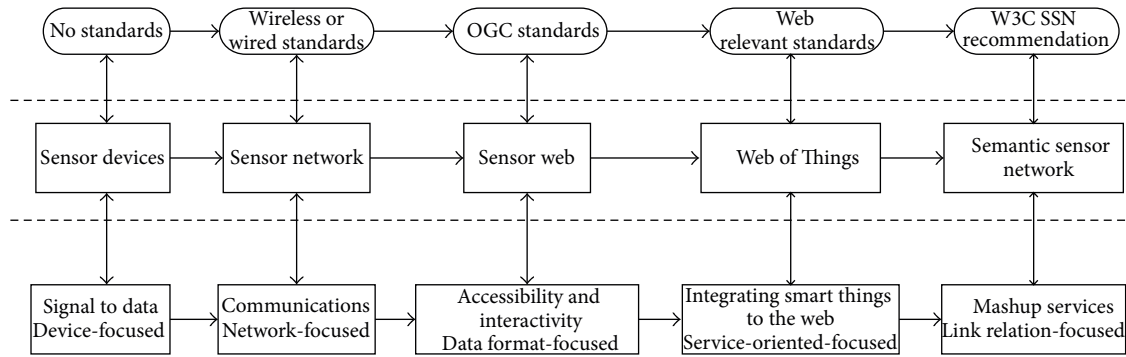 No standards
Wireless or
wired standards
OGC standards
Web
relevant standards
W3C SSN
recommendation
Sensor devices
Sensor network
Sensor web
Web of Things
Semantic sensor
network
Signal to data
Device-focused
Communications
Network-focused
Accessibility and
interactivity
Data format-focused
Integrating smart things
to the web
Service-oriented-focused
Mashup services
Link relation-focused